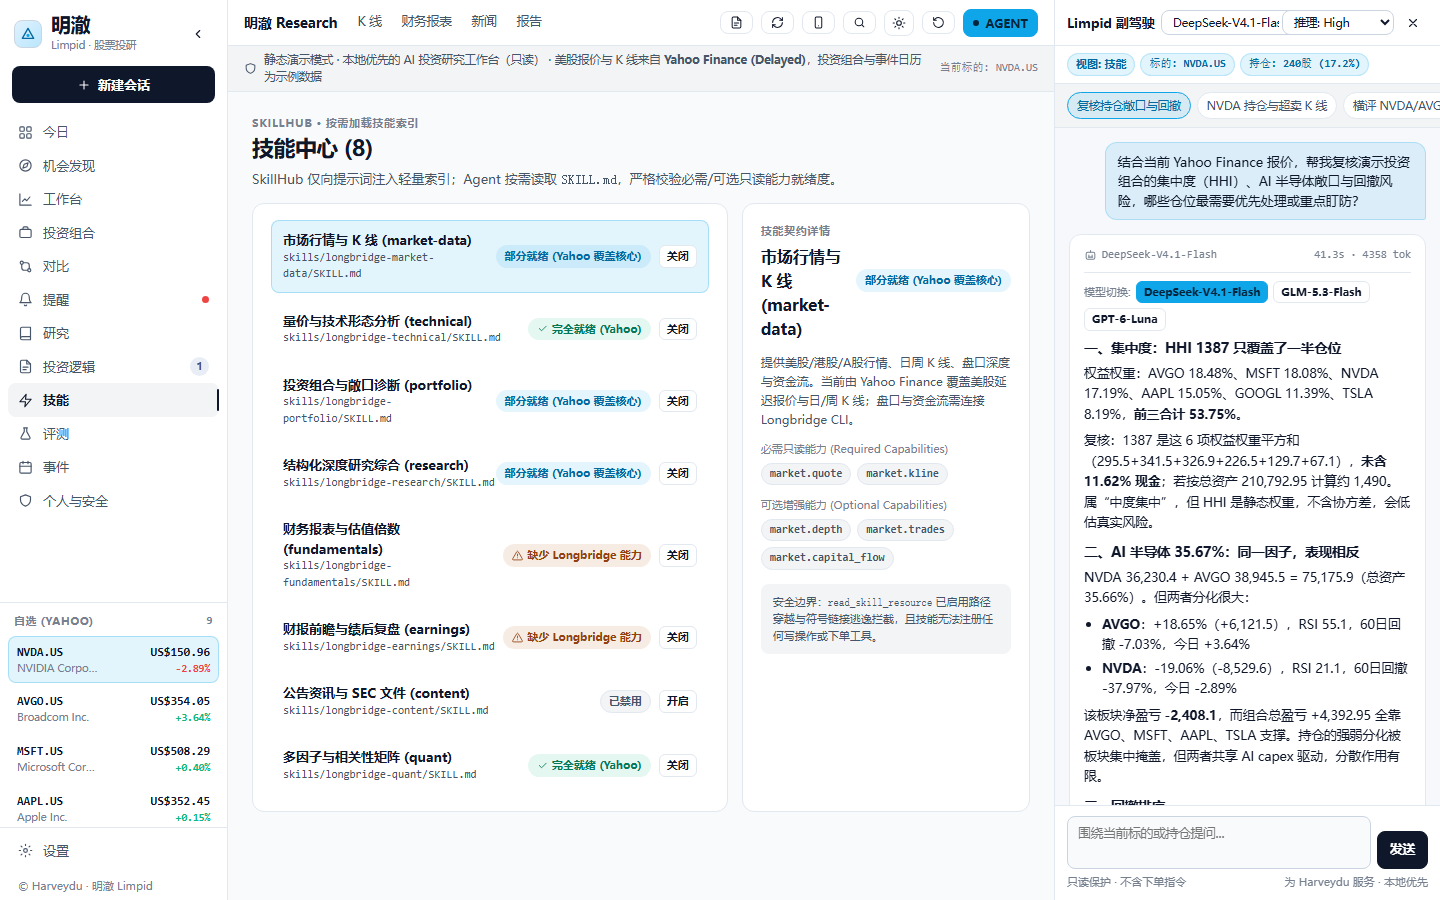 明澈
Limpid · 股票投研
新建会话
今日
机会发现
工作台
投资组合
对比
提醒
研究
投资逻辑
1
技能
评测
事件
个人与安全
自选 (YAHOO)
9
NVDA.US
US$150.96
NVIDIA Corpo...
-2.89%
AVGO.US
US$354.05
Broadcom Inc.
+3.64%
MSFT.US
US$508.29
Microsoft Cor...
+0.40%
AAPL.US
US$352.45
Apple Inc.
+0.15%
设置
© Harveydu · 明澈 Limpid
明澈 Research
K 线
财务报表
新闻
报告
AGENT
静态演示模式 · 本地优先的 AI 投资研究工作台（只读） · 美股报价与 K 线来自 Yahoo Finance (Delayed)，投资组合与事件日历
为示例数据
当前标的: NVDA.US
SKILLHUB • 按需加载技能索引
技能中心 (8)
SkillHub 仅向提示词注入轻量索引；Agent 按需读取 SKILL.md，严格校验必需/可选只读能力就绪度。
市场行情与 K 线 (market-data)
skills/longbridge-market-
data/SKILL.md
部分就绪 (Yahoo 覆盖核心)
关闭
量价与技术形态分析 (technical)
skills/longbridge-technical/SKILL.md
完全就绪 (Yahoo)
关闭
投资组合与敞口诊断 (portfolio)
skills/longbridge-
portfolio/SKILL.md
部分就绪 (Yahoo 覆盖核心)
关闭
结构化深度研究综合 (research)
skills/longbridge-research/SKILL.md
部分就绪 (Yahoo 覆盖核心)
关闭
财务报表与估值倍数
(fundamentals)
skills/longbridge-
fundamentals/SKILL.md
缺少 Longbridge 能力
关闭
财报前瞻与绩后复盘 (earnings)
skills/longbridge-earnings/SKILL.md
缺少 Longbridge 能力
关闭
公告资讯与 SEC 文件 (content)
skills/longbridge-content/SKILL.md
已禁用
开启
多因子与相关性矩阵 (quant)
skills/longbridge-quant/SKILL.md
完全就绪 (Yahoo)
关闭
技能契约详情
市场行情与
K 线
(market-
data)
部分就绪 (Yahoo 覆盖核心)
提供美股/港股/A股行情、日周 K 线、盘口深度
与资金流。当前由 Yahoo Finance 覆盖美股延
迟报价与日/周 K 线；盘口与资金流需连接
Longbridge CLI。
必需只读能力 (Required Capabilities)
market.quote
market.kline
可选增强能力 (Optional Capabilities)
market.depth
market.trades
market.capital_flow
安全边界：read_skill_resource 已启用路径
穿越与符号链接逃逸拦截，且技能无法注册任
何写操作或下单工具。
Limpid 副驾驶
DeepSeek-V4.1-Flas
推理: High
视图: 技能
标的: NVDA.US
持仓: 240股 (17.2%)
复核持仓敞口与回撤
NVDA 持仓与超卖 K 线
横评 NVDA/AVG
结合当前 Yahoo Finance 报价，帮我复核演示投资
组合的集中度（HHI）、AI 半导体敞口与回撤风
险，哪些仓位最需要优先处理或重点盯防？
DeepSeek-V4.1-Flash
41.3s · 4358 tok
模型切换:
DeepSeek-V4.1-Flash
GLM-5.3-Flash
GPT-6-Luna
一、集中度：HHI 1387 只覆盖了一半仓位
权益权重：AVGO 18.48%、MSFT 18.08%、NVDA
17.19%、AAPL 15.05%、GOOGL 11.39%、TSLA
8.19%，前三合计 53.75%。
复核：1387 是这 6 项权益权重平方和
（295.5+341.5+326.9+226.5+129.7+67.1），未含
11.62% 现金；若按总资产 210,792.95 计算约 1,490。
属“中度集中”，但 HHI 是静态权重，不含协方差，会低
估真实风险。
二、AI 半导体 35.67%：同一因子，表现相反
NVDA 36,230.4 + AVGO 38,945.5 = 75,175.9（总资产
35.66%）。但两者分化很大：
• AVGO：+18.65%（+6,121.5），RSI 55.1，60日回
撤 -7.03%，今日 +3.64%
• NVDA：-19.06%（-8,529.6），RSI 21.1，60日回撤
-37.97%，今日 -2.89%
该板块净盈亏 -2,408.1，而组合总盈亏 +4,392.95 全靠
AVGO、MSFT、AAPL、TSLA 支撑。持仓的强弱分化被
板块集中掩盖，但两者共享 AI capex 驱动，分散作用有
限。
围绕当前标的或持仓提问...
发送
只读保护 · 不含下单指令
为 Harveydu 服务 · 本地优先